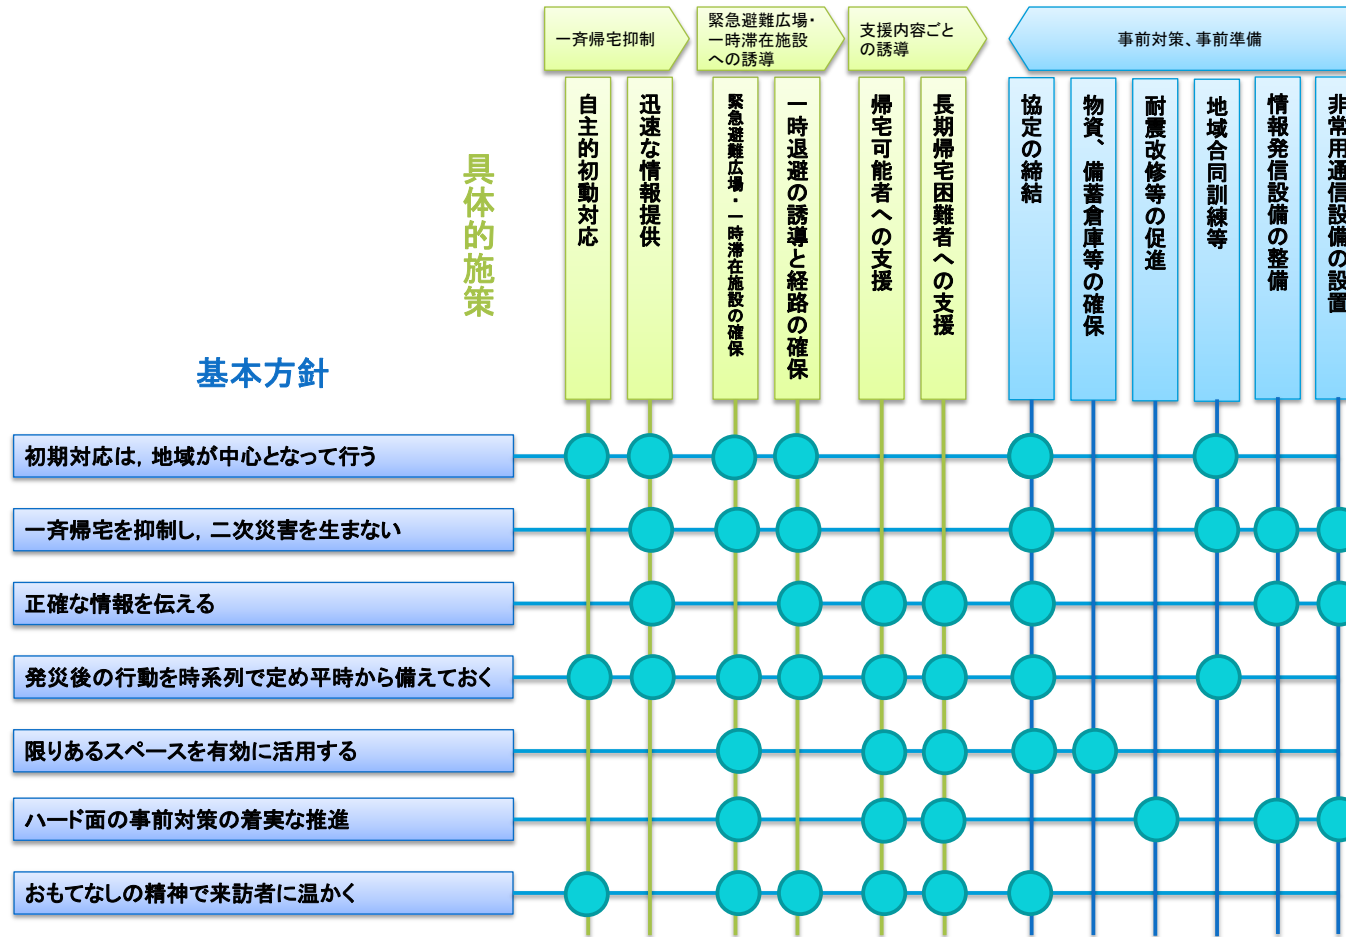 一斉帰宅抑制
緊急避難広場・
一時滞在施設
への誘導
支援内容ごと
の誘導
事前対策、事前準備
自主的初動対応
迅速な情報提供
緊急避難広場・一時滞在施設の確保
一時退避の誘導と経路の確保
帰宅可能者への支援
長期帰宅困難者への支援
協定の締結
物資、備蓄倉庫等の確保
耐震改修等の促進
地域合同訓練等
情報発信設備の整備
非常用通信設備の設置
具体的施策
基本方針
初期対応は，地域が中心となって行う
一斉帰宅を抑制し，二次災害を生まない
正確な情報を伝える
発災後の行動を時系列で定め平時から備えておく
限りあるスペースを有効に活用する
ハード面の事前対策の着実な推進
おもてなしの精神で来訪者に温かく